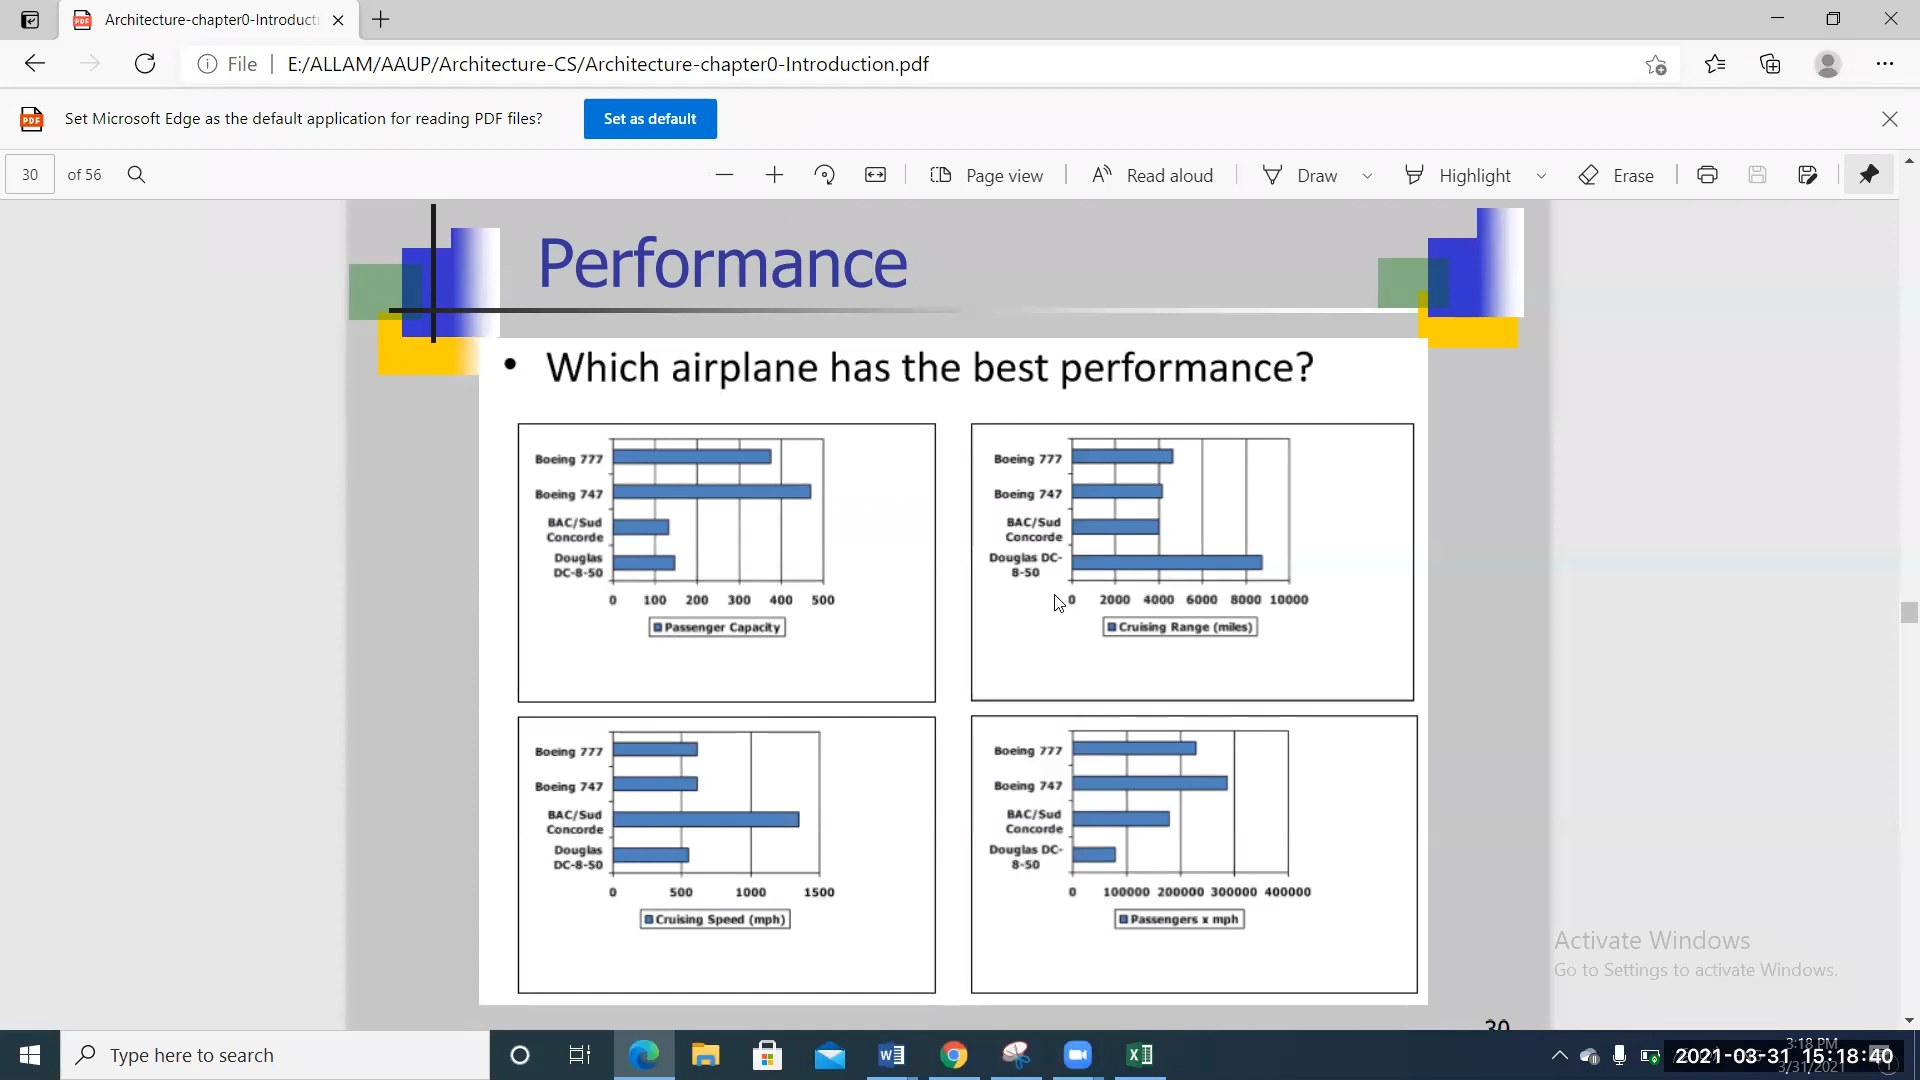 Architecture-chapter0-Introducti
File
E:/ALLAM/AAUP/Architecture-CS/Architecture-chapter0-Introduction.pdf
Set Microsoft Edge as the default application for reading PDF files?
Set as default
30 of 56
Page view
Read aloud
Draw
Highlight
Erase
Performance
• Which airplane has the best performance?
Boeing 777
Boeing 747
BAC/Sud
Concorde
Douglas
DC-8-50
0 100 200 300 400 500
Passenger Capacity
Boeing 777
Boeing 747
BAC/Sud
Concorde
Douglas DC-
8-50
0 2000 4000 6000 8000 10000
Cruising Range (miles)
Boeing 777
Boeing 747
BAC/Sud
Concorde
Douglas
DC-8-50
0 500 1000 1500
Cruising Speed (mph)
Boeing 777
Boeing 747
BAC/Sud
Concorde
Douglas DC-
8-50
0 100000 200000 300000 400000
Passengers x mph
30
Activate Windows
Go to Settings to activate Windows.
Type here to search
3:18 PM
2021-03-31 15:18:40
3/31/2021